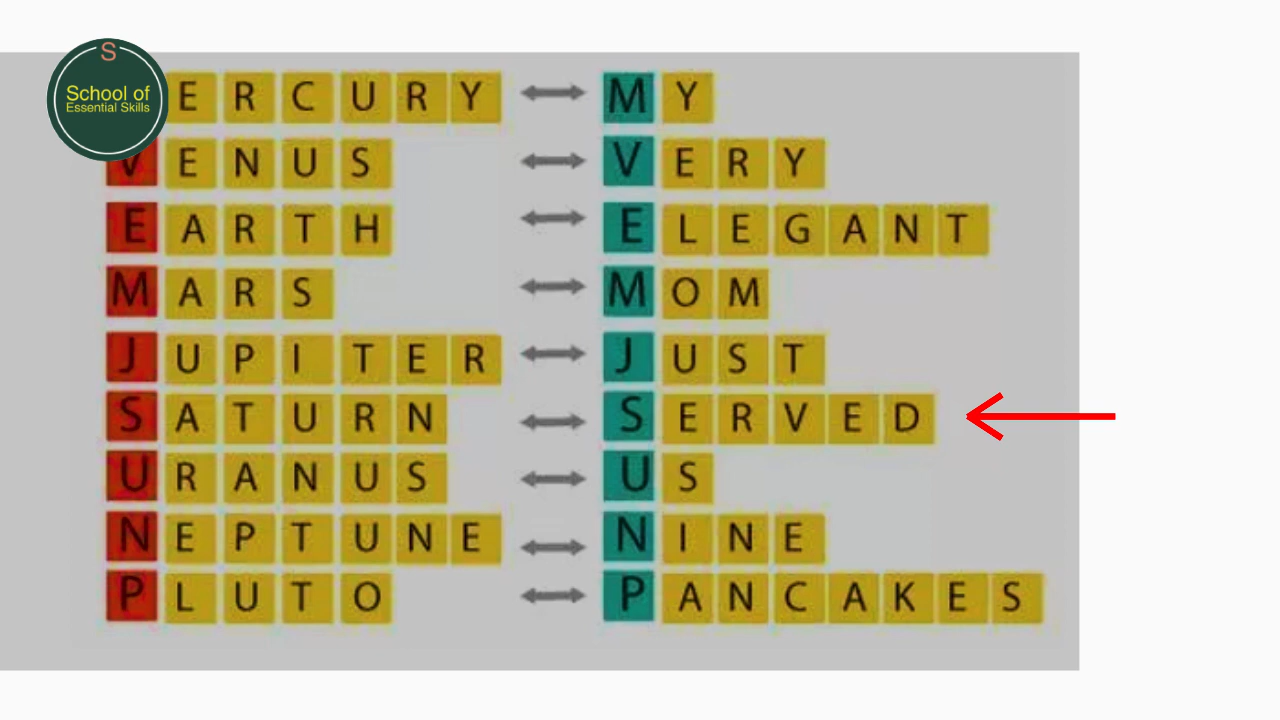 S
School of
Essential Skills
ERCURY MY
VENUS VERY
EARTH ELEGANT
MARS MOM
JUPITER JUST
SATURN SERVED
URANUS US
NEPTUNE NINE
PLUTO PANCAKES